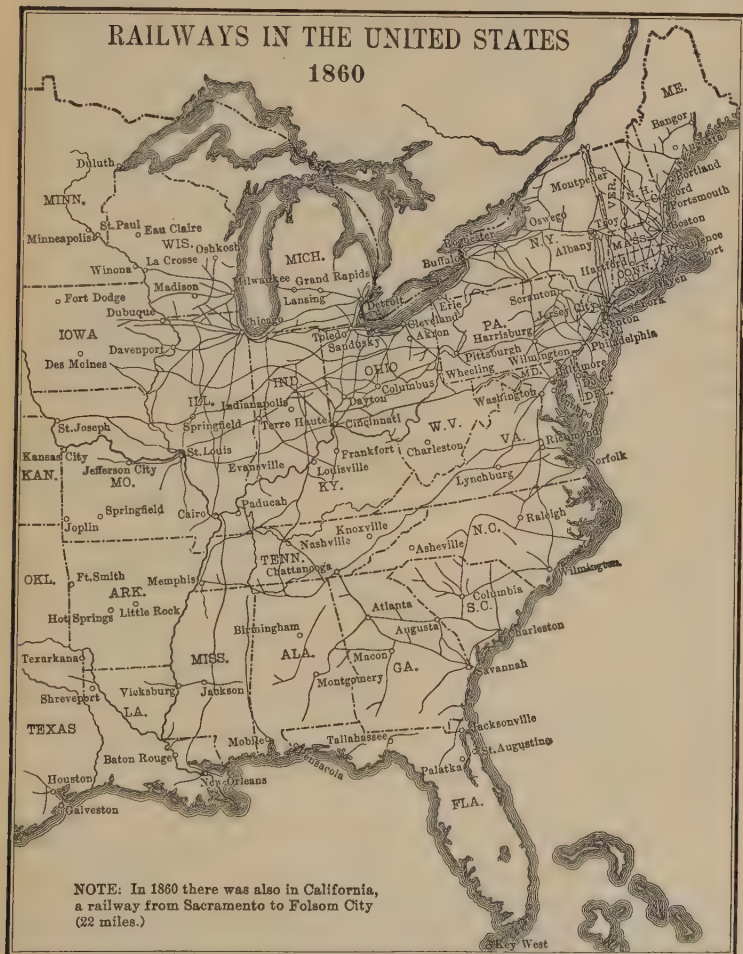 RAILWAYS IN THE UNITED STATES
1860
ME.
Bangor
Augusta
Portland
Duluth
Montpelier
VER.
N.H.
Concord
Portsmouth
MINN.
St.Paul
Eau Claire
Minneapolis
WIS.
Oshkosh
La Crosse
Winona
MICH.
Oswego
Rochester
Buffalo
N.Y.
Troy
Albany
MASS.
Boston
Providence
Hartford
CONN.
Milwaukee
Grand Rapids
Madison
Lansing
Fort Dodge
Dubuque
Detroit
Chicago
Erie
Cleveland
Scranton
Jersey City
IOWA
Davenport
Des Moines
Toledo
Sandusky
Akron
PA.
Harrisburg
Philadelphia
Pittsburgh
Wilmington
OHIO
Wheeling
MD.
Baltimore
Dover
DE.
IND.
Columbus
Washington
ILL.
Indianapolis
Dayton
St.Joseph
Springfield
Terre Haute
Cincinnati
W.V.
VA.
Richmond
Kansas City
St.Louis
Frankfort
Charleston
KAN.
Jefferson City
Evansville
Louisville
Norfolk
MO.
KY.
Lynchburg
Springfield
Cairo
Paducah
Joplin
Knoxville
N.C.
Raleigh
Nashville
Asheville
TENN.
Chattanooga
Wilmington
OKL.
Ft.Smith
Memphis
ARK.
Columbia
S.C.
Hot Springs
Little Rock
Atlanta
Birmingham
Augusta
Charleston
Texarkana
MISS.
ALA.
Macon
GA.
Savannah
Shreveport
Vicksburg
Jackson
Montgomery
LA.
TEXAS
Mobile
Tallahassee
Jacksonville
Baton Rouge
Pensacola
St.Augustine
New Orleans
Palatka
Houston
Galveston
FLA.
NOTE: In 1860 there was also in California,
a railway from Sacramento to Folsom City
(22 miles.)
Key West